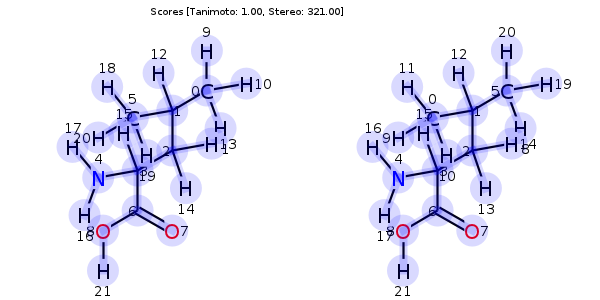 Scores [Tanimoto: 1.00, Stereo: 321.00]
9 20
H H
18 12 11 12
H H 0 C H 10 H H 5 C H 19
5 0
C 1 C 1
15 H H 15 H H
17 20 H H 2 H 13 1 16 9 H H 2 H 14 8
H 4 3 H 4 3
N 19 H N 10 H
14 13
H 6 H 6
16 8 O O 7 17 8 O O 7
H H
21 21